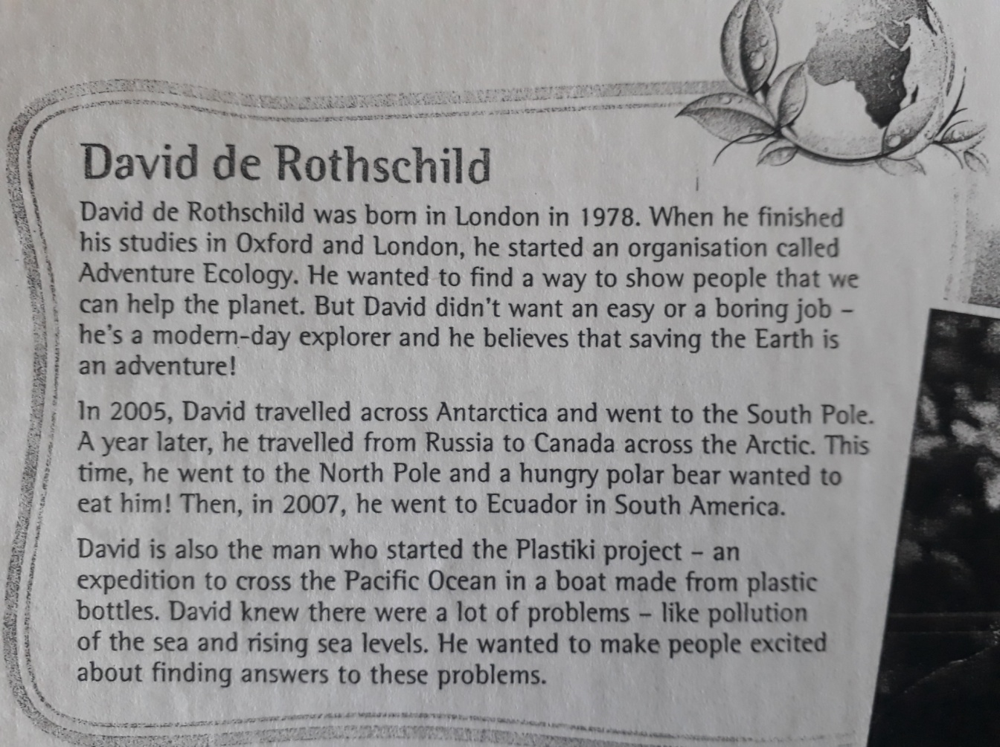 David de Rothschild
David de Rothschild was born in London in 1978. When he finished
his studies in Oxford and London, he started an organisation called
Adventure Ecology. He wanted to find a way to show people that we
can help the planet. But David didn't want an easy or a boring job –
he's a modern-day explorer and he believes that saving the Earth is
an adventure!
In 2005, David travelled across Antarctica and went to the South Pole.
A year later, he travelled from Russia to Canada across the Arctic. This
time, he went to the North Pole and a hungry polar bear wanted to
eat him! Then, in 2007, he went to Ecuador in South America.
David is also the man who started the Plastiki project – an
expedition to cross the Pacific Ocean in a boat made from plastic
bottles. David knew there were a lot of problems – like pollution
of the sea and rising sea levels. He wanted to make people excited
about finding answers to these problems.